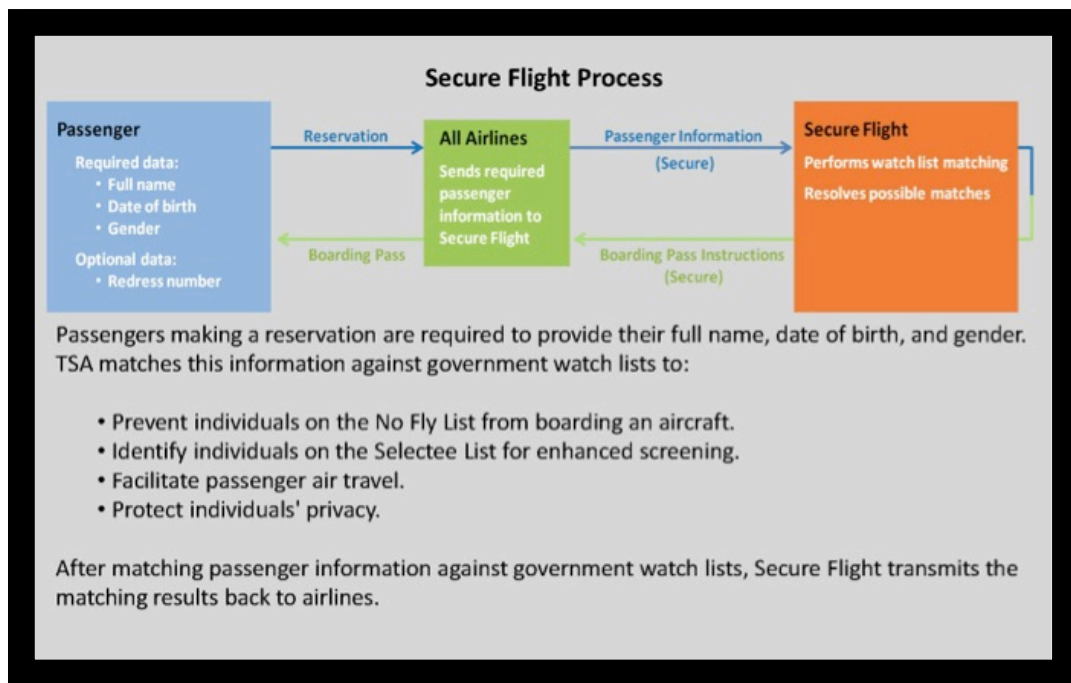 Secure Flight Process
Passenger
Required data:
• Full name
• Date of birth
• Gender
Optional data:
• Redress number
Reservation
Boarding Pass
All Airlines
Sends required
passenger
information to
Secure Flight
Passenger Information
(Secure)
Boarding Pass Instructions
(Secure)
Secure Flight
Performs watch list matching
Resolves possible matches
Passengers making a reservation are required to provide their full name, date of birth, and gender.
TSA matches this information against government watch lists to:
• Prevent individuals on the No Fly List from boarding an aircraft.
• Identify individuals on the Selectee List for enhanced screening.
• Facilitate passenger air travel.
• Protect individuals' privacy.
After matching passenger information against government watch lists, Secure Flight transmits the
matching results back to airlines.